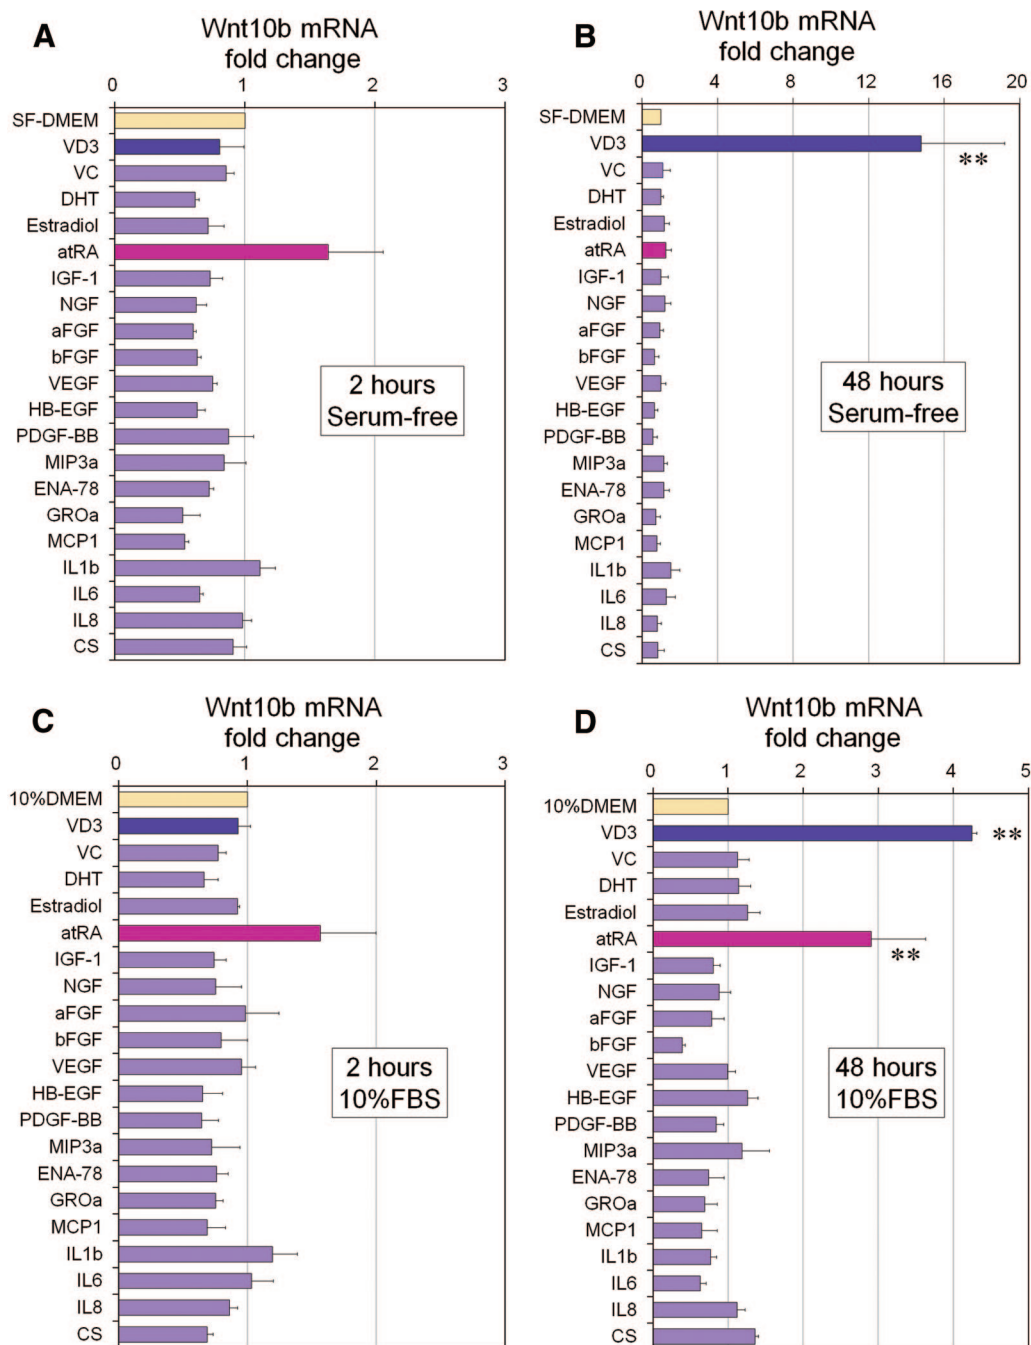 A
Wnt10b mRNA
fold change
0 1 2 3
SF-DMEM
VD3
VC
DHT
Estradiol
atRA
IGF-1
NGF
aFGF
bFGF
VEGF
HB-EGF
PDGF-BB
MIP3a
ENA-78
GROa
MCP1
IL1b
IL6
IL8
CS
2 hours
Serum-free
B
Wnt10b mRNA
fold change
0 4 8 12 16 20
SF-DMEM
VD3
**
VC
DHT
Estradiol
atRA
IGF-1
NGF
aFGF
bFGF
VEGF
HB-EGF
PDGF-BB
MIP3a
ENA-78
GROa
MCP1
IL1b
IL6
IL8
CS
48 hours
Serum-free
C
Wnt10b mRNA
fold change
0 1 2 3
10%DMEM
VD3
VC
DHT
Estradiol
atRA
IGF-1
NGF
aFGF
bFGF
VEGF
HB-EGF
PDGF-BB
MIP3a
ENA-78
GROa
MCP1
IL1b
IL6
IL8
CS
2 hours
10%FBS
D
Wnt10b mRNA
fold change
0 1 2 3 4 5
10%DMEM
VD3
**
VC
DHT
Estradiol
atRA
**
IGF-1
NGF
aFGF
bFGF
VEGF
HB-EGF
PDGF-BB
MIP3a
ENA-78
GROa
MCP1
IL1b
IL6
IL8
CS
48 hours
10%FBS